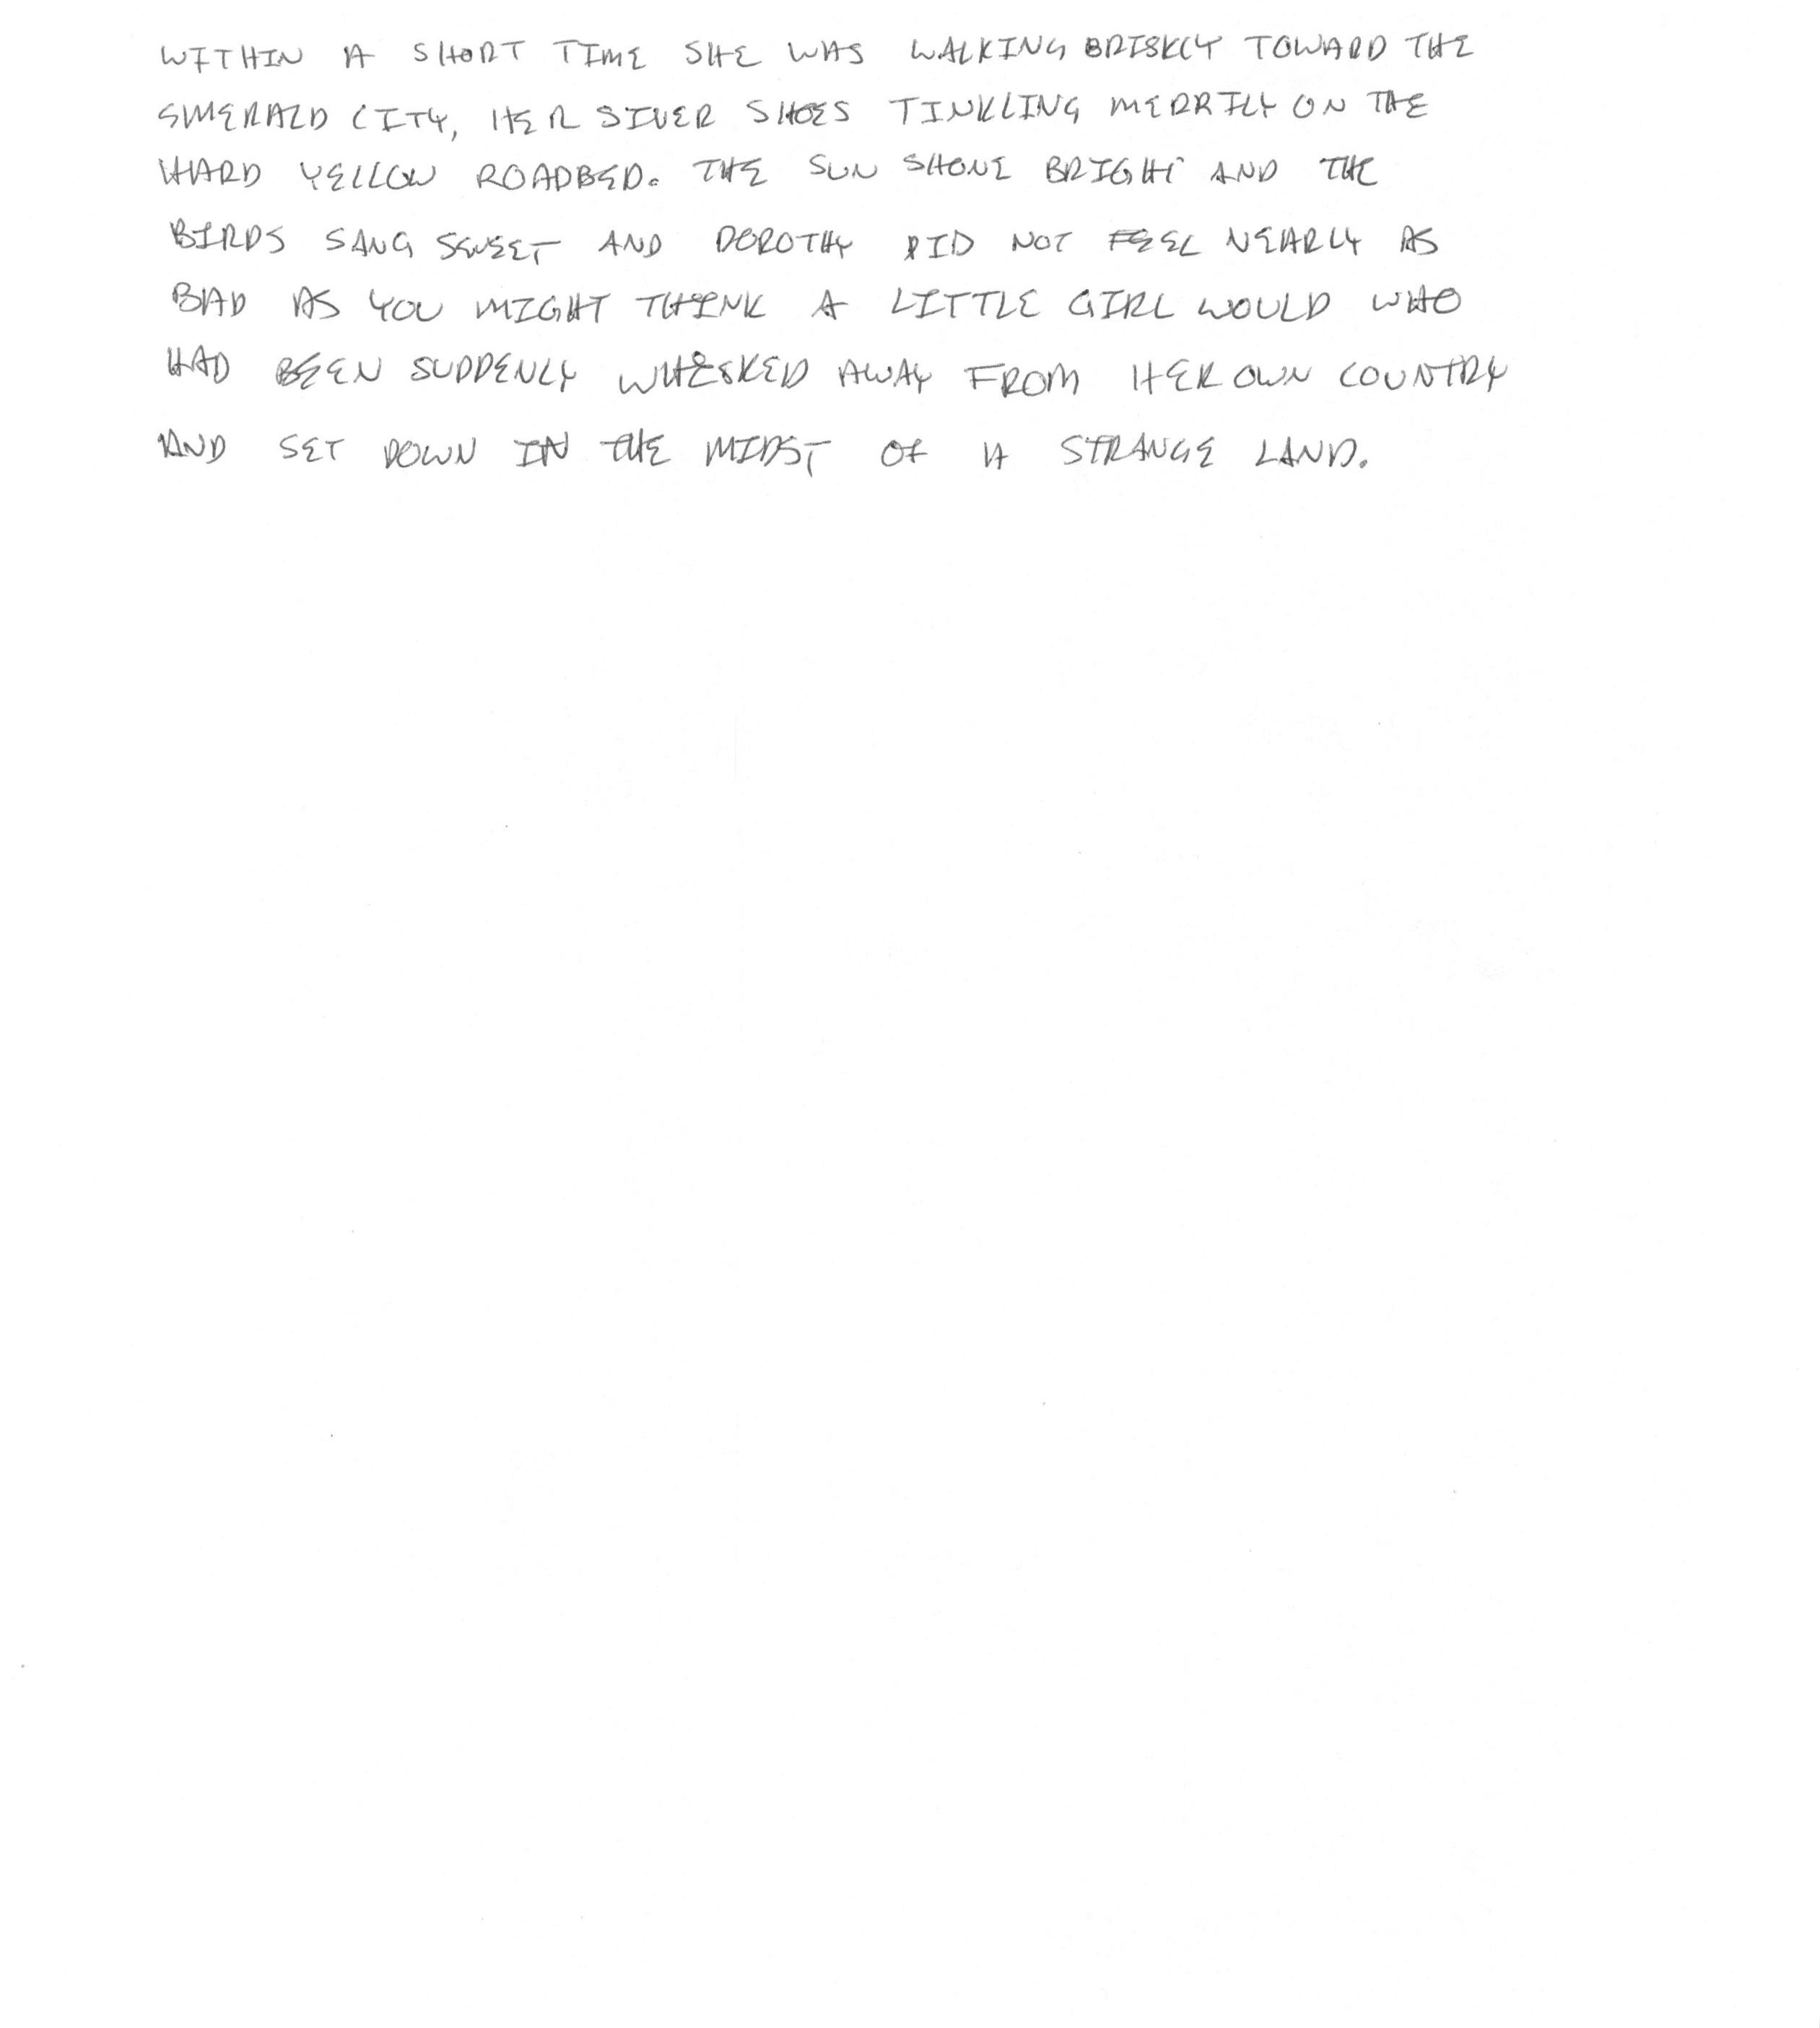 WITHIN A SHORT TIME SHE WAS WALKING BRISKLY TOWARD THE
EMERALD CITY, HER SIVER SHOES TINKLING MERRILY ON THE
HARD YELLOW ROADBED. THE SUN SHONE BRIGHT AND THE
BIRDS SANG SWEET AND DOROTHY DID NOT FEEL NEARLY AS
BAD AS YOU MIGHT THINK A LITTLE GIRL WOULD WHO
HAD BEEN SUDDENLY WHISKED AWAY FROM HER OWN COUNTRY
AND SET DOWN IN THE MIDST OF A STRANGE LAND.